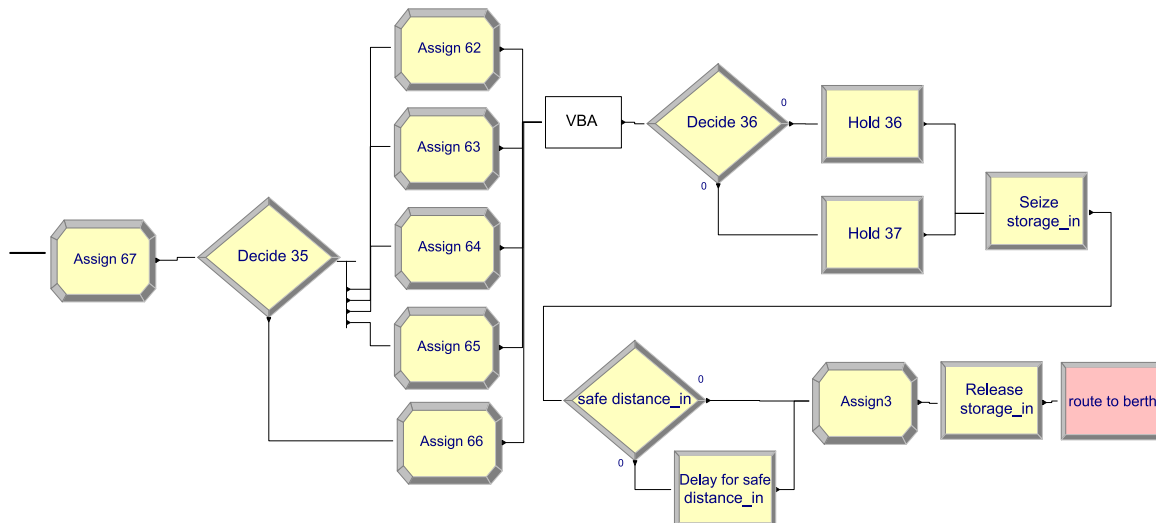 Assign 67
Decide 35
Assign 62
Assign 63
Assign 64
Assign 65
Assign 66
VBA
Decide 36
0
0
Hold 36
Hold 37
Seize
storage_in
safe distance_in
0
0
Delay for safe
distance_in
Assign3
Release
storage_in
route to berth